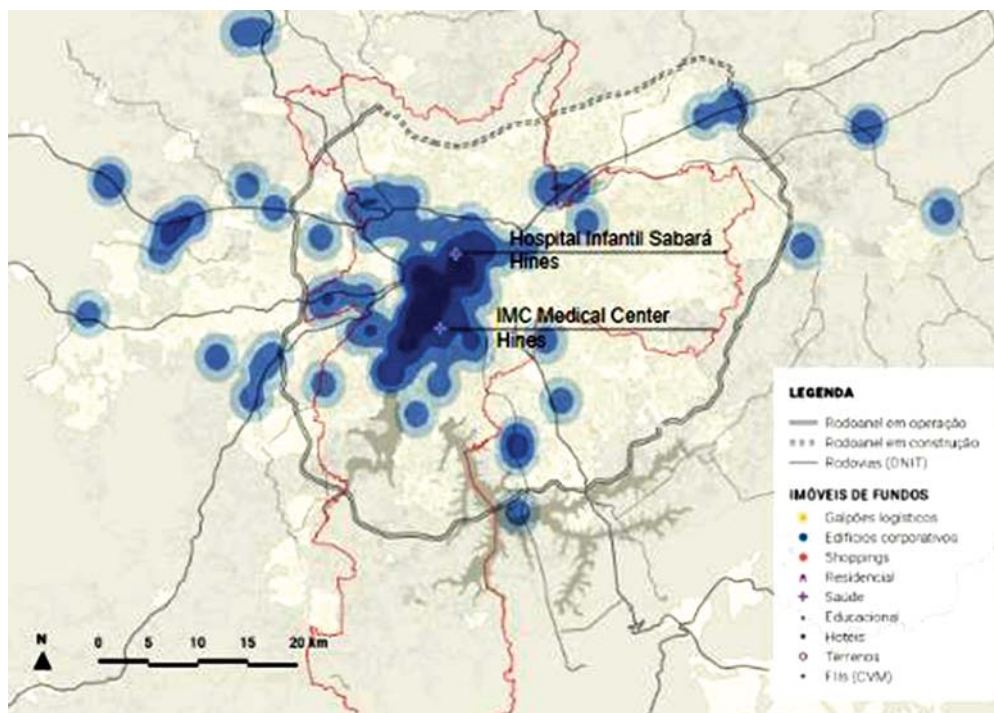 Hospital Infantil Sabará
Hines
IMC Medical Center
Hines
LEGENDA
Rodoanel em operação
Rodoanel em construção
Rodovias (DNIT)
IMÓVEIS DE FUNDOS
Galpões logísticos
Edifícios corporativos
Shoppings
Residencial
Saúde
Educacional
Hotéis
Terrenos
FIIs (CVM)
N
0 5 10 15 20 km